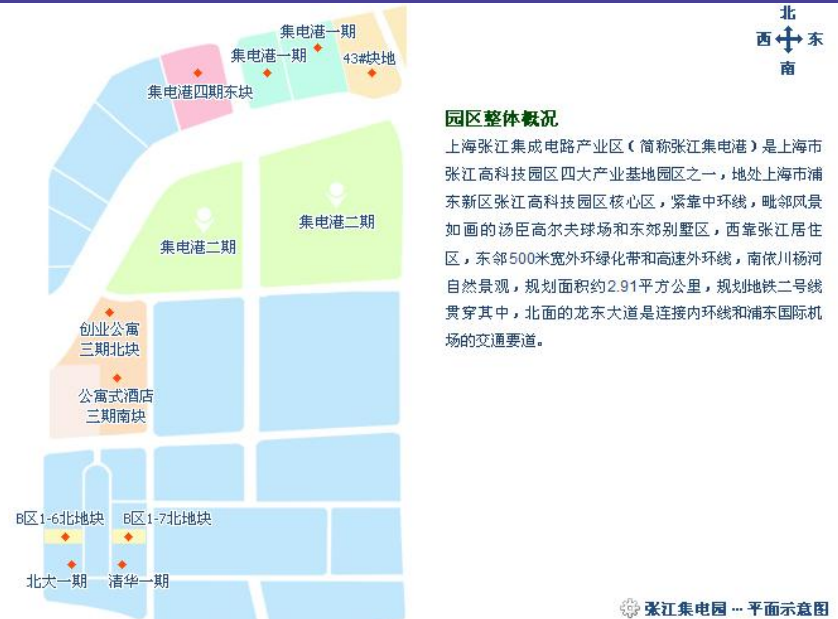 北
西 东
南
集电港一期
集电港一期
43#块地
集电港四期东块
集电港二期
集电港二期
创业公寓
三期北块
公寓式酒店
三期南块
B区1-6北地块
B区1-7北地块
北大一期
清华一期
园区整体概况
上海张江集成电路产业区（简称张江集电港）是上海市
张江高科技园区四大产业基地园区之一，地处上海市浦
东新区张江高科技园区核心区，紧靠中环线，毗邻风景
如画的汤臣高尔夫球场和东郊别墅区，西靠张江居住
区，东邻500米宽外环绿化带和高速外环线，南依川杨河
自然景观，规划面积约2.91平方公里，规划地铁二号线
贯穿其中，北面的龙东大道是连接内环线和浦东国际机
场的交通要道。
张江集电园┅平面示意图